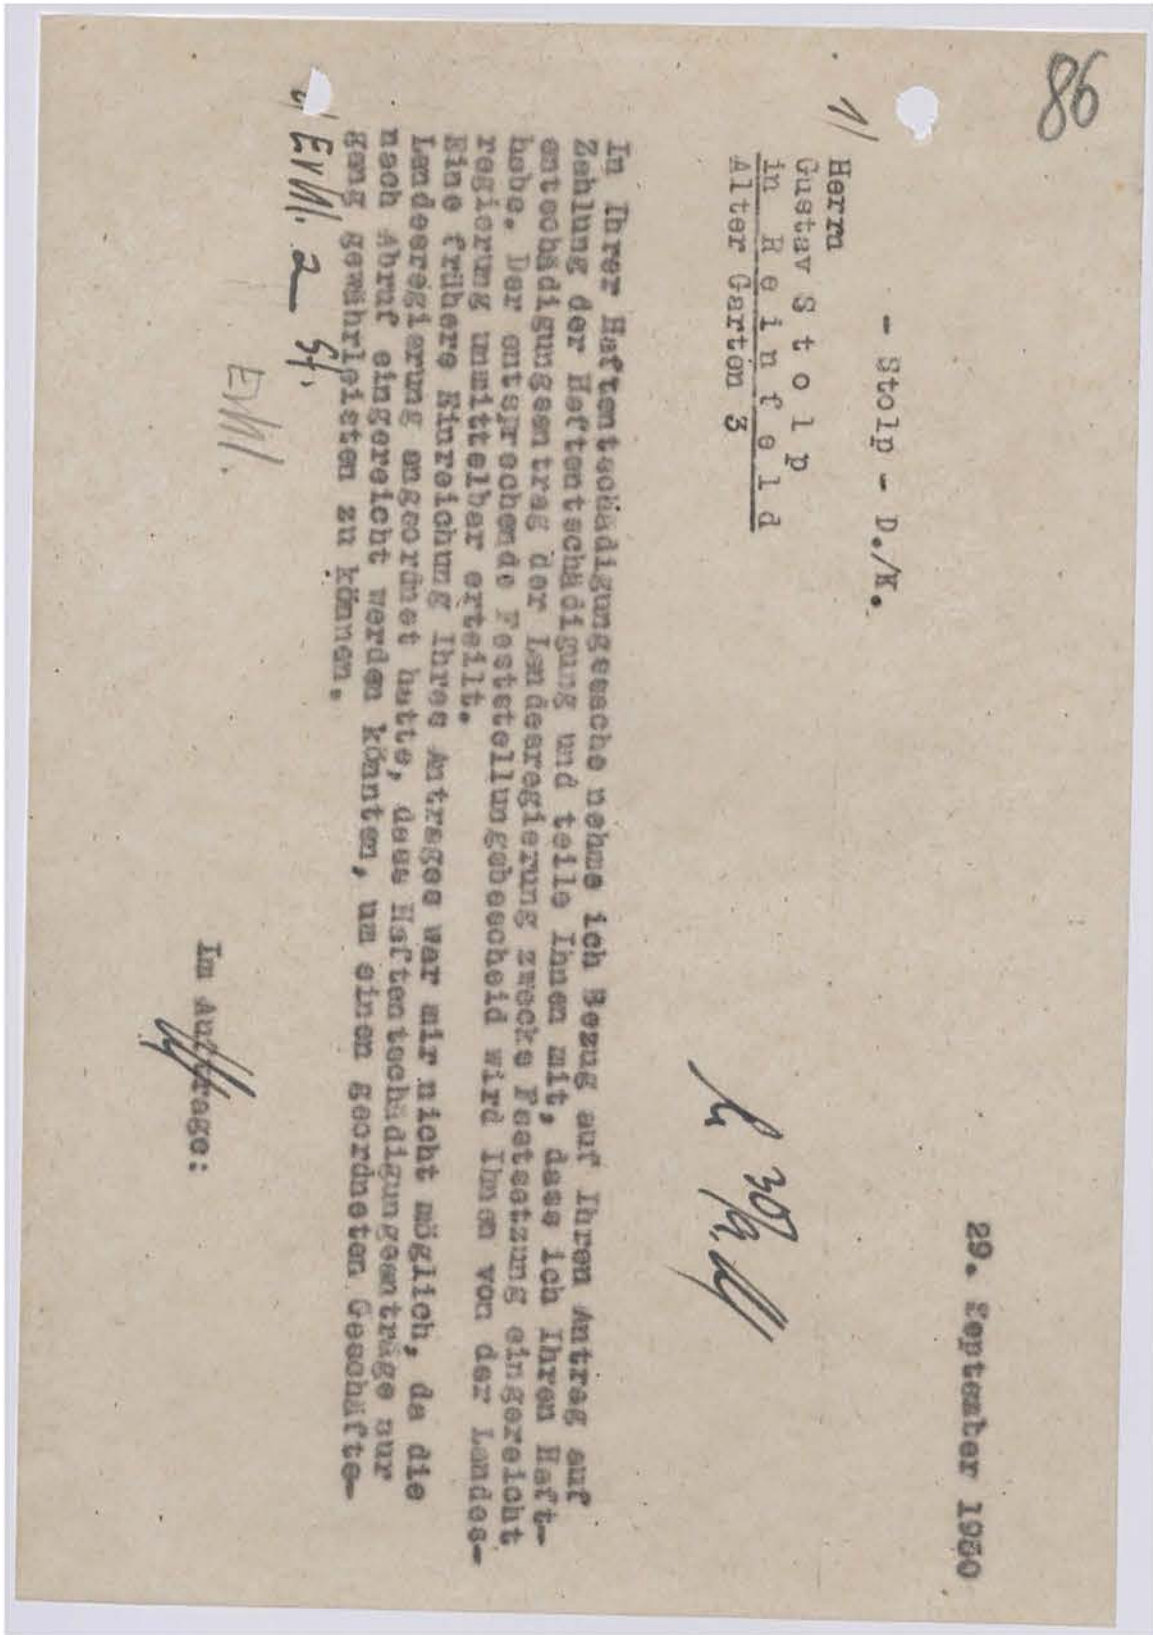 86
29. September 1950
- Stolp - D./K.
1/
Herrn
Gustav S t o l p
in R e i n f e l d
Alter Garten 3
30/9.
In Ihrer Haftentschädigungssache nehme ich Bezug auf Ihren Antrag auf
Zahlung der Haftentschädigung und teile Ihnen mit, dass ich Ihren Haft-
entschädigungsantrag der Landesregierung zwecks Festsetzung eingereicht
habe. Der entsprechende Feststellungsbescheid wird Ihnen von der Landes-
regierung unmittelbar erteilt.
Eine frühere Einreichung Ihres Antrages war mir nicht möglich, da die
Landesregierung angeordnet hatte, dass Haftentschädigungsanträge nur
nach Abruf eingereicht werden könnten, um einen geordneten Geschäfts-
gang gewährleisten zu können.
Im Auftrage: